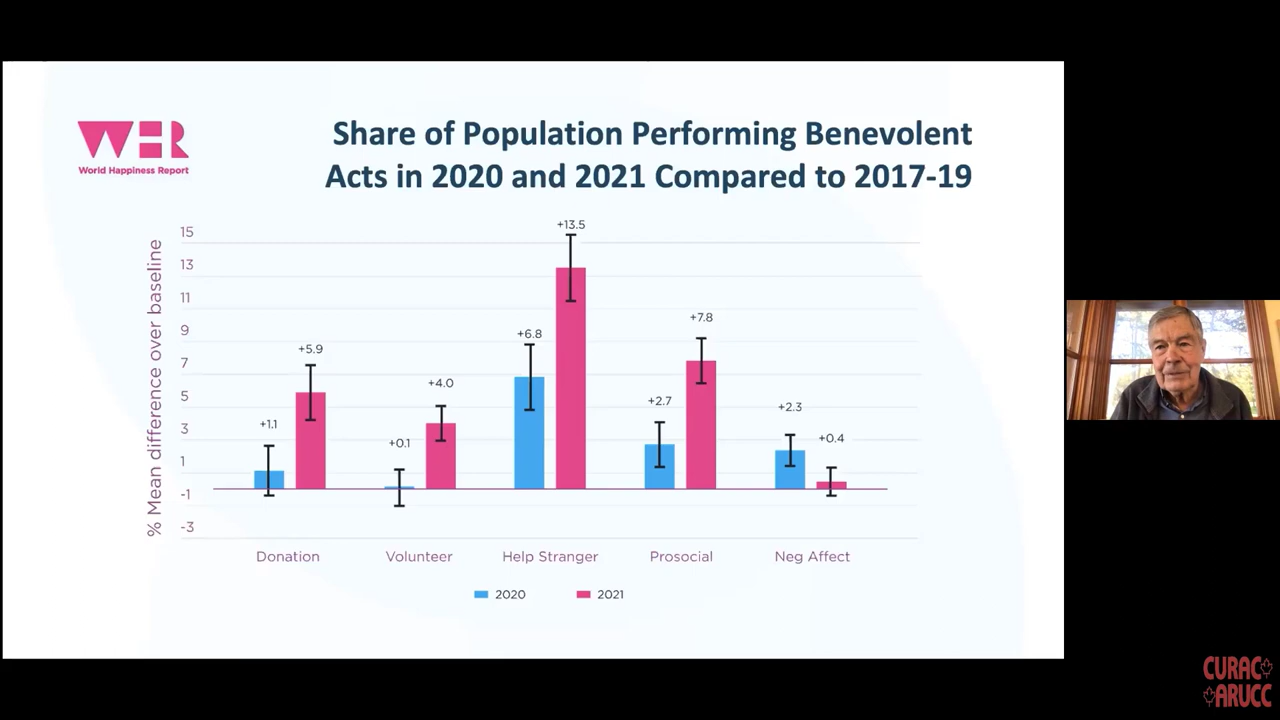 WHR
World Happiness Report
Share of Population Performing Benevolent
Acts in 2020 and 2021 Compared to 2017-19
% Mean difference over baseline
15
13
11
9
7
5
3
1
-1
-3
+1.1
+5.9
+0.1
+4.0
+6.8
+13.5
+2.7
+7.8
+2.3
+0.4
Donation
Volunteer
Help Stranger
Prosocial
Neg Affect
2020
2021
CURAC
ARUCC